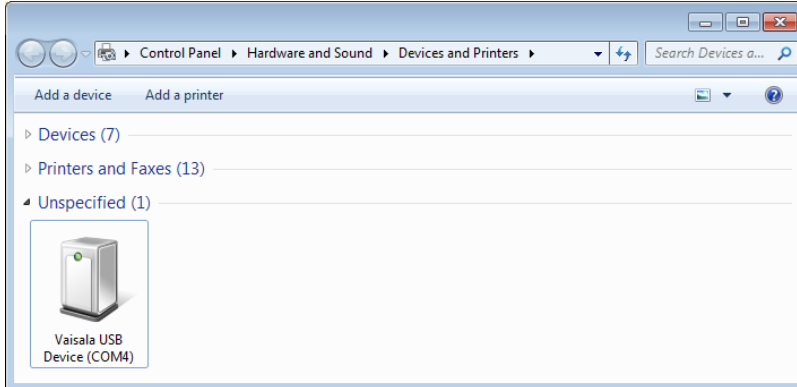 Control Panel Hardware and Sound Devices and Printers Search Devices a...
Add a device Add a printer
Devices (7)
Printers and Faxes (13)
Unspecified (1)
Vaisala USB
Device (COM4)